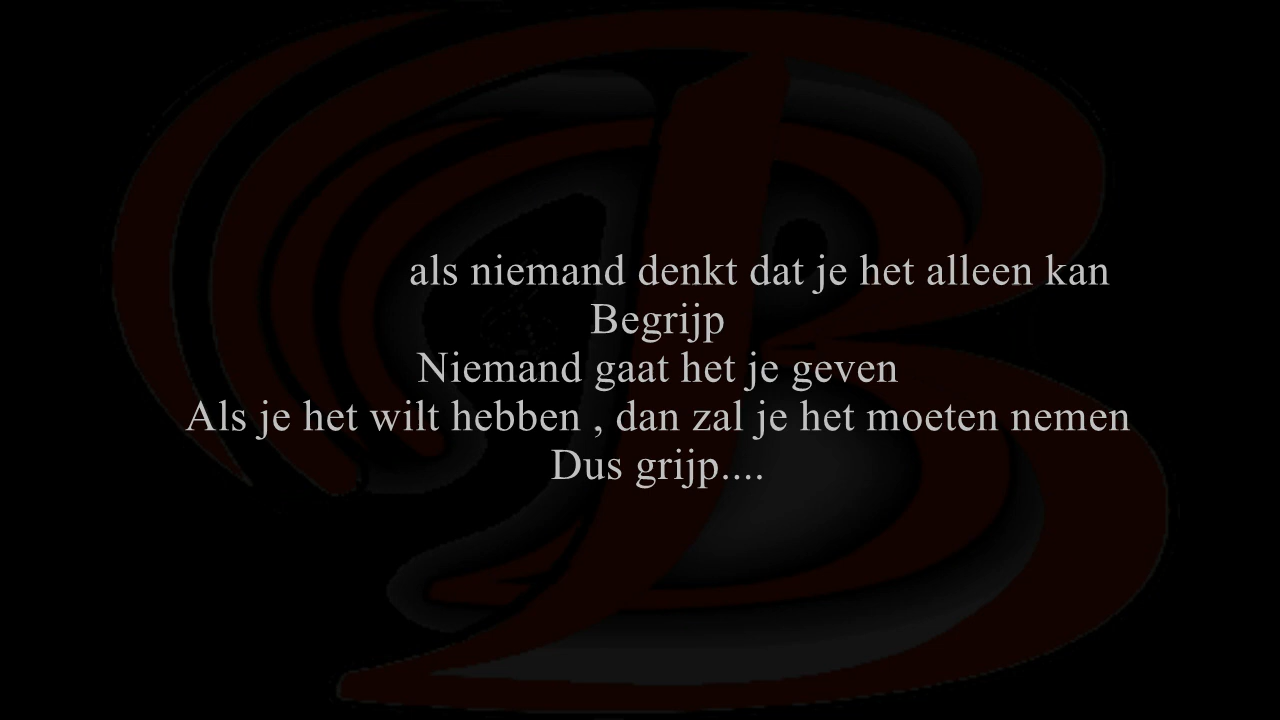 als niemand denkt dat je het alleen kan
Begrijp
Niemand gaat het je geven
Als je het wilt hebben , dan zal je het moeten nemen
Dus grijp....